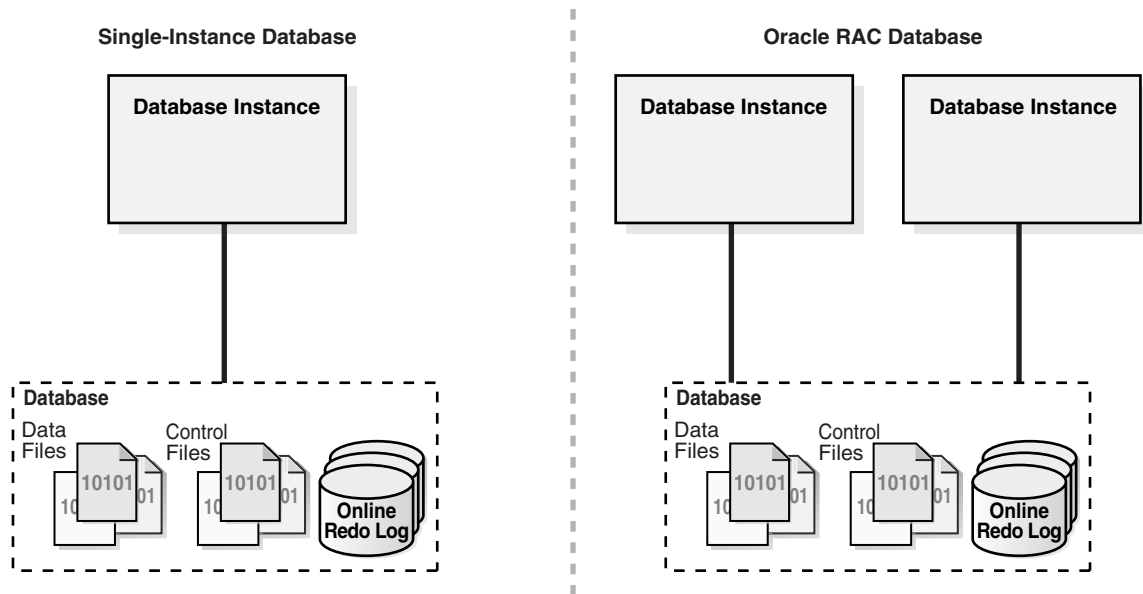 Single-Instance Database
Database Instance
Database
Data
Files
10101
10
01
Control
Files
10101
10
01
Online
Redo Log
Oracle RAC Database
Database Instance
Database Instance
Database
Data
Files
10101
10
01
Control
Files
10101
10
01
Online
Redo Log